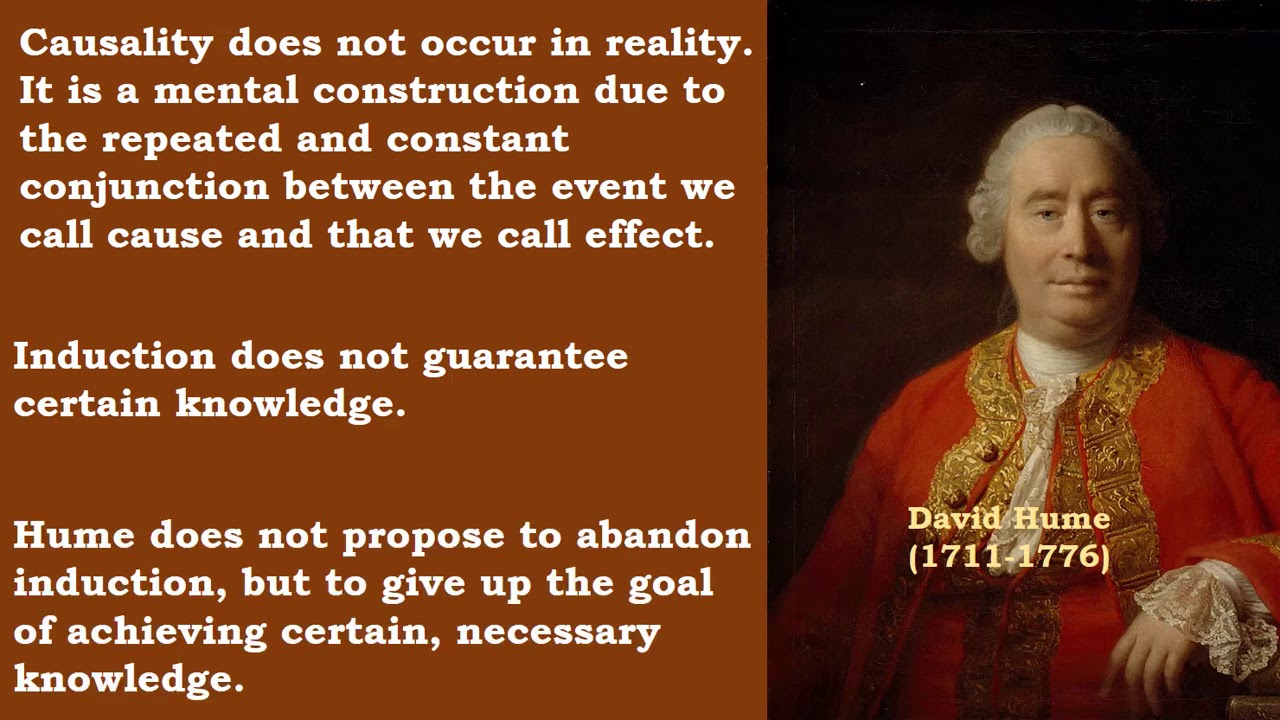 Causality does not occur in reality.
It is a mental construction due to
the repeated and constant
conjunction between the event we
call cause and that we call effect.
Induction does not guarantee
certain knowledge.
Hume does not propose to abandon
induction, but to give up the goal
of achieving certain, necessary
knowledge.
David Hume
(1711-1776)